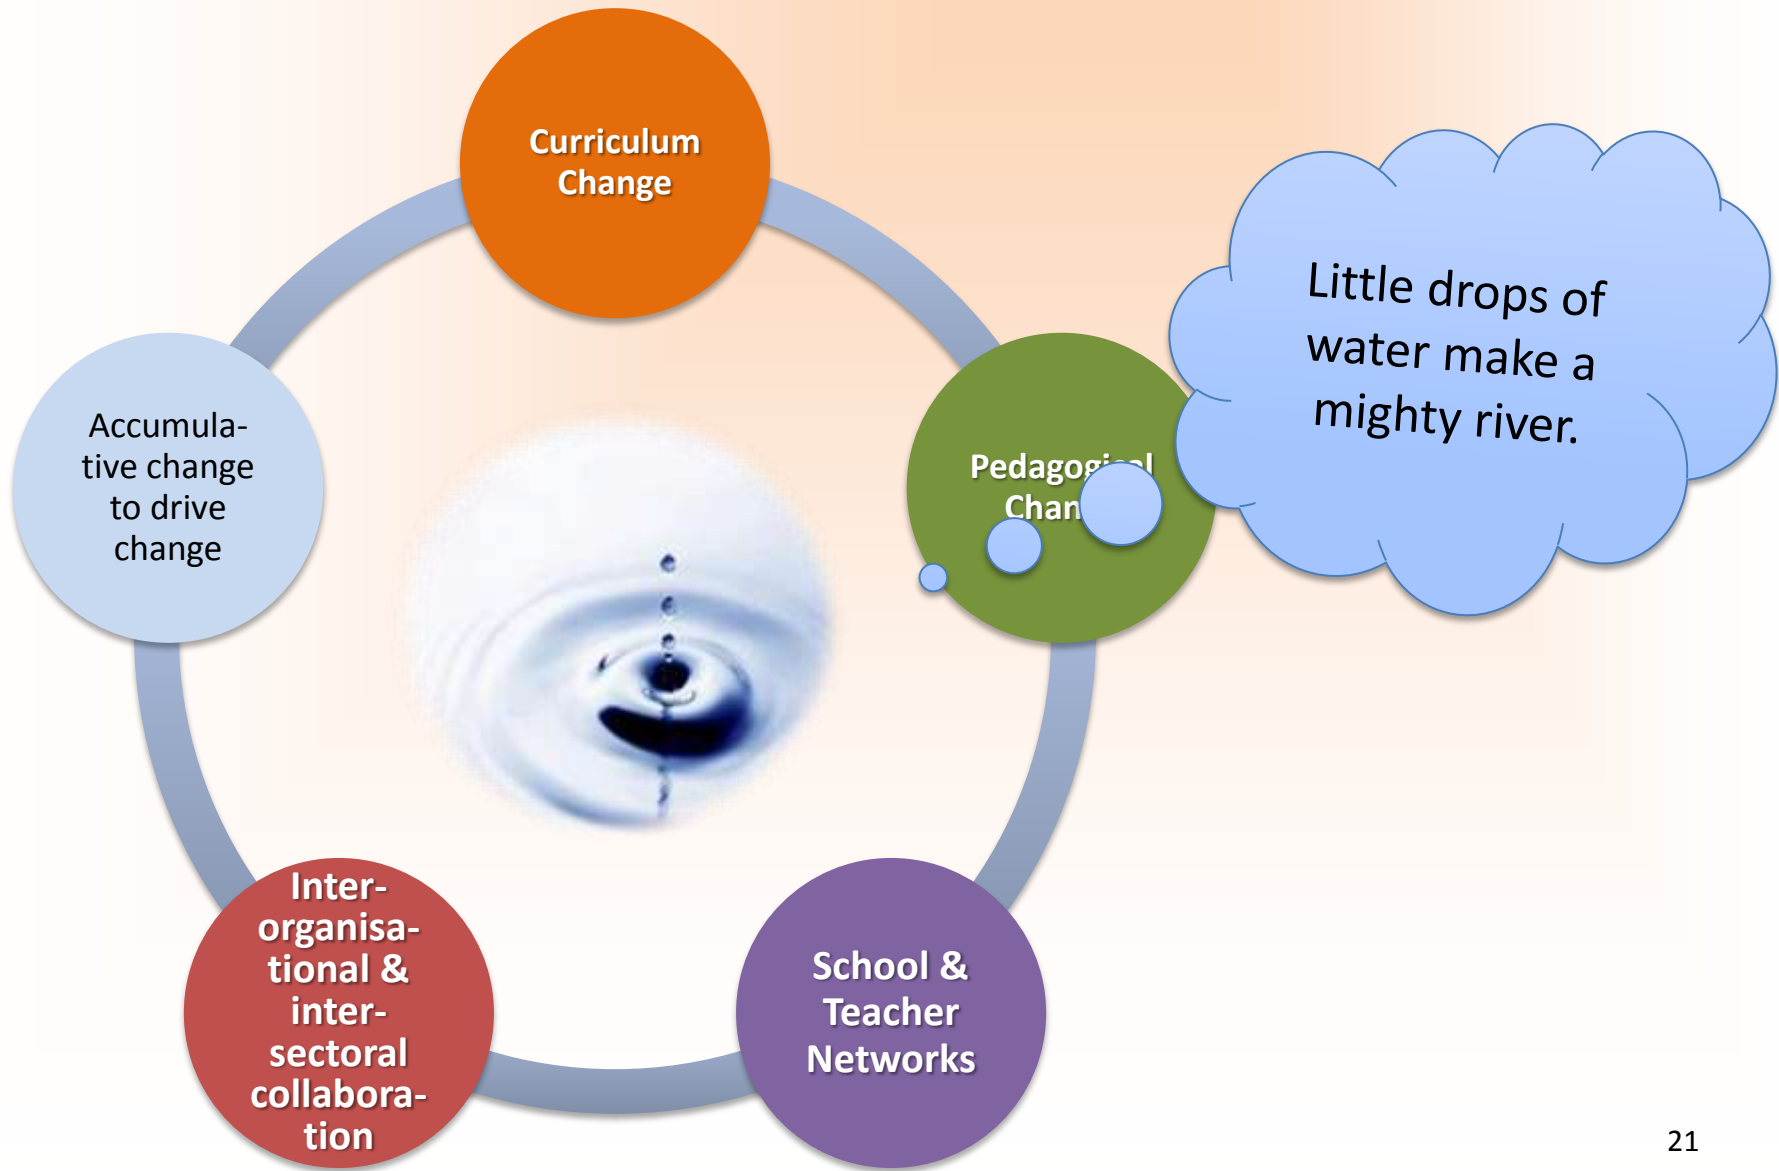 Curriculum
Change
Little drops of
water make a
mighty river.
Accumula-
tive change
to drive
change
Pedagogical
Chan
School &
Teacher
Networks
Inter-
organisa-
tional &
inter-
sectoral
collabora-
tion
21